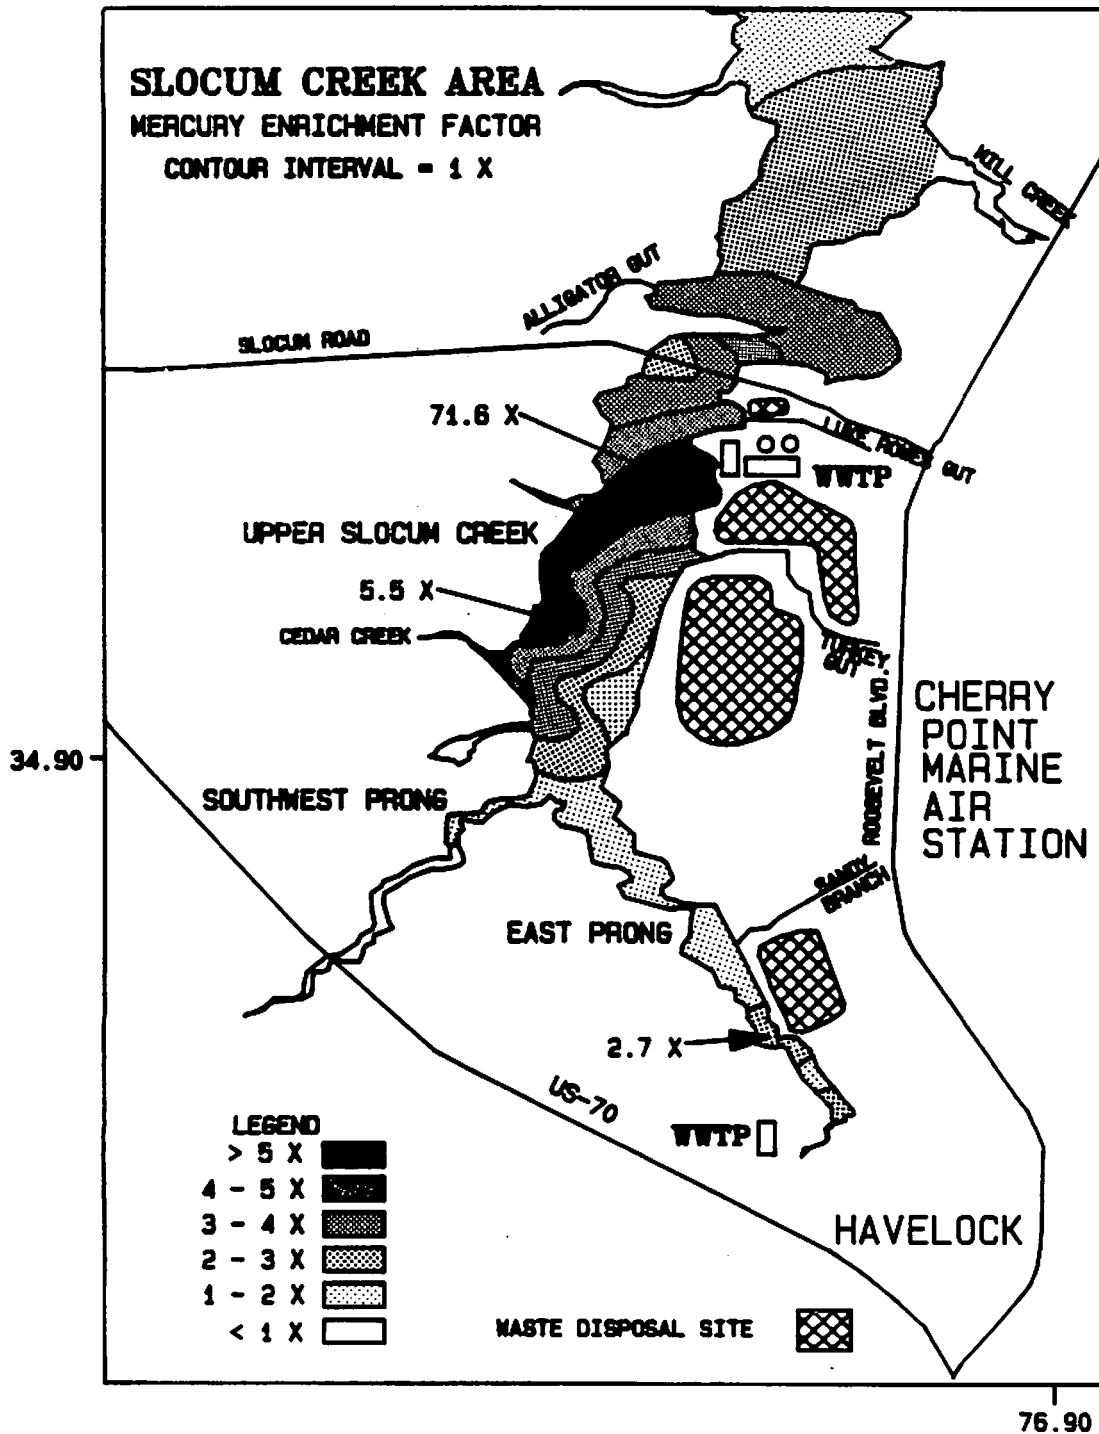 SLOCUM CREEK AREA
MERCURY ENRICHMENT FACTOR
CONTOUR INTERVAL = 1 X
MILL CREEK
ALLIGATOR GUT
SLOCUM ROAD
71.6 X
LUKE ROWES GUT
WWTP
UPPER SLOCUM CREEK
5.5 X
CEDAR CREEK
TURKEY
GUT
ROOSEVELT BLVD.
CHERRY
POINT
MARINE
AIR
STATION
34.90
SOUTHWEST PRONG
SANDY
BRANCH
EAST PRONG
2.7 X
US-70
WWTP
LEGEND
> 5 X
4 - 5 X
3 - 4 X
2 - 3 X
1 - 2 X
< 1 X
HAVELOCK
WASTE DISPOSAL SITE
76.90